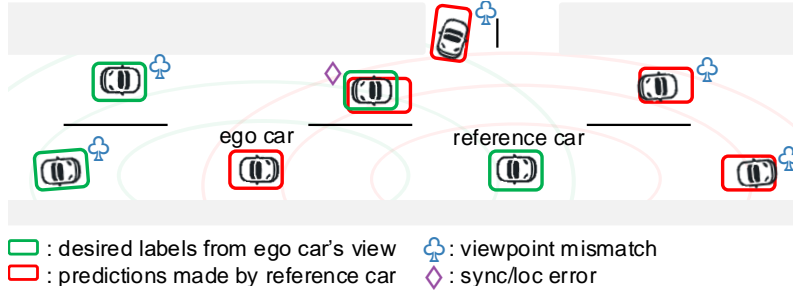 ego car
reference car
: desired labels from ego car's view
: viewpoint mismatch
: predictions made by reference car
: sync/loc error